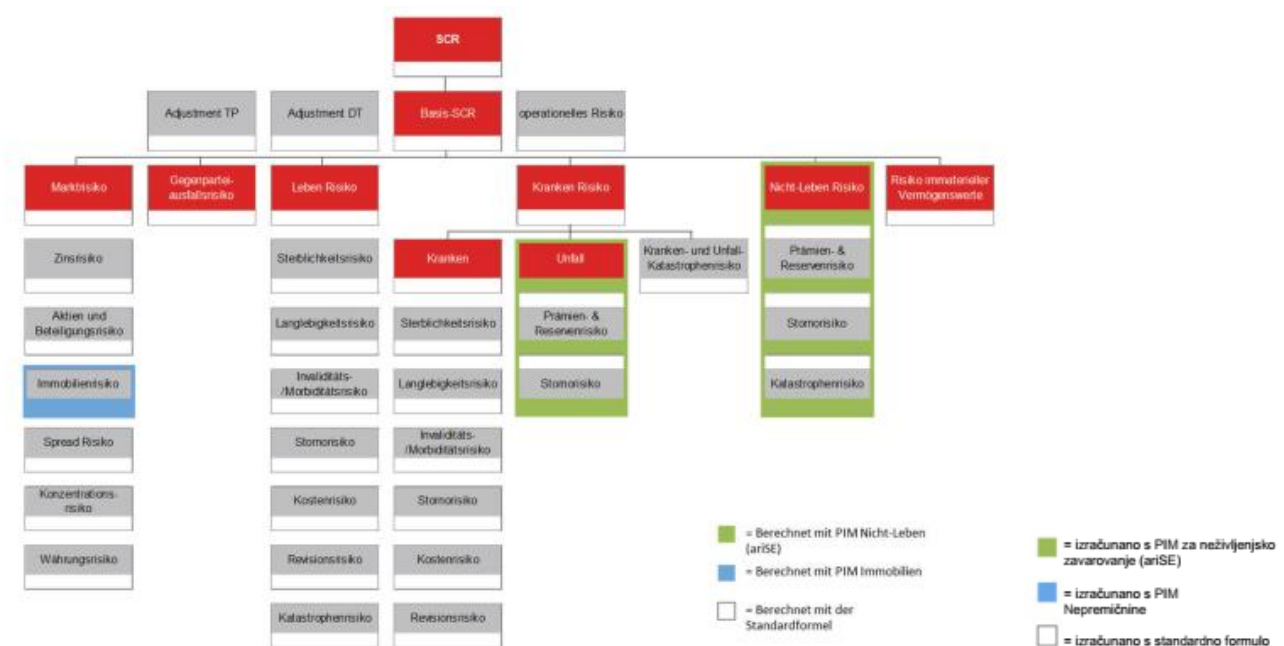 SCR
Adjustment TP
Adjustment DT
Basis-SCR
operationelles Risiko
Marktrisiko
Gegenpartei-
ausfallsrisiko
Leben Risiko
Kranken Risiko
Nicht-Leben Risiko
Risiko immaterieller
Vermögenswerte
Zinsrisiko
Sterblichkeitsrisiko
Kranken
Unfall
Kranken- und Unfall-
Katastrophenrisiko
Prämien- &
Reservenrisiko
Aktien und
Beteiligungsrisiko
Langlebigkeitsrisiko
Sterblichkeitsrisiko
Prämien- &
Reservenrisiko
Stornorisiko
Immobilienrisiko
Invaliditäts-
-/Morbiditätsrisiko
Langlebigkeitsrisiko
Stornorisiko
Katastrophenrisiko
Spread Risiko
Stornorisiko
Invaliditäts-
-/Morbiditätsrisiko
Konzentrations-
risiko
Kostenrisiko
Stornorisiko
Währungsrisiko
Revisionsrisiko
Kostenrisiko
Katastrophenrisiko
Revisionsrisiko
= Berechnet mit PIM Nicht-Leben
(ariSE)
= Berechnet mit PIM Immobilien
= Berechnet mit der
Standardformel
= izračunano s PIM za neživljenjsko
zavarovanje (ariSE)
= izračunano s PIM
Nepremičnine
= izračunano s standardno formulo